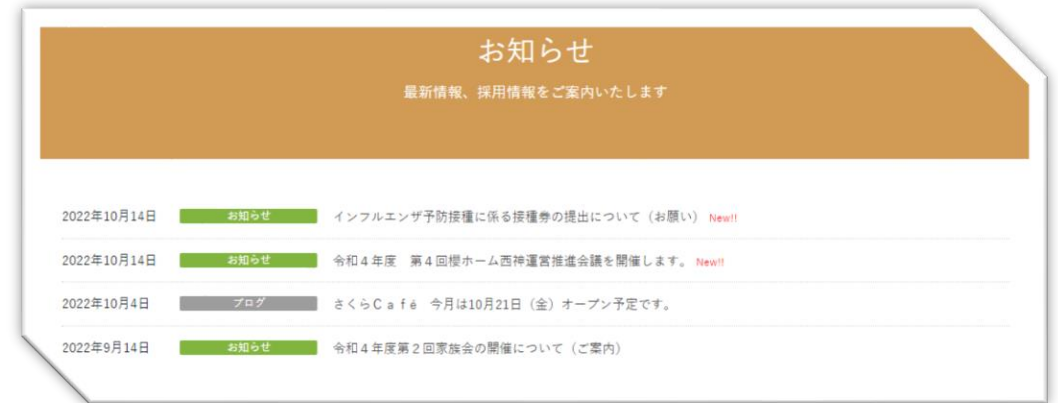 お知らせ
最新情報、採用情報をご案内いたします
2022年10月14日 お知らせ インフルエンザ予防接種に係る接種券の提出について（お願い） New!!
2022年10月14日 お知らせ 令和４年度　第４回櫻ホーム西神運営推進会議を開催します。 New!!
2022年10月4日 ブログ さくらＣａｆé　今月は10月21日（金）オープン予定です。
2022年9月14日 お知らせ 令和４年度第２回家族会の開催について（ご案内）